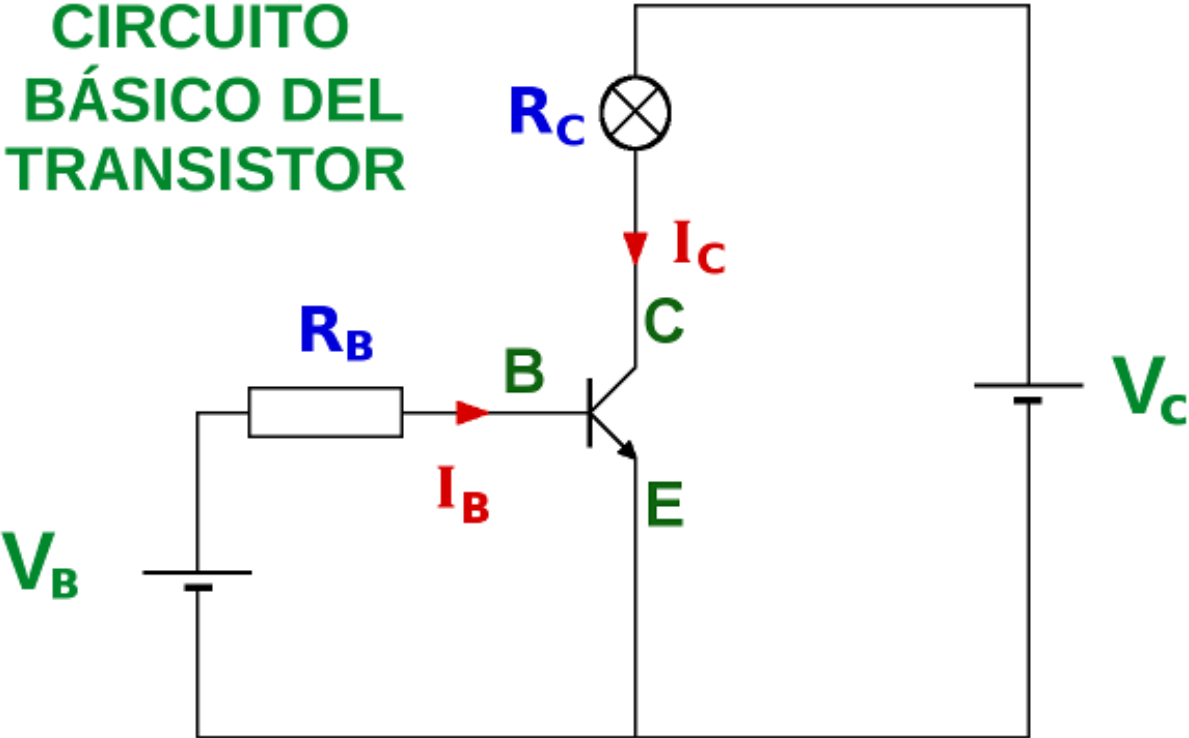 CIRCUITO
BÁSICO DEL
TRANSISTOR
RC
IC
C
RB
B
VC
IB
E
VB